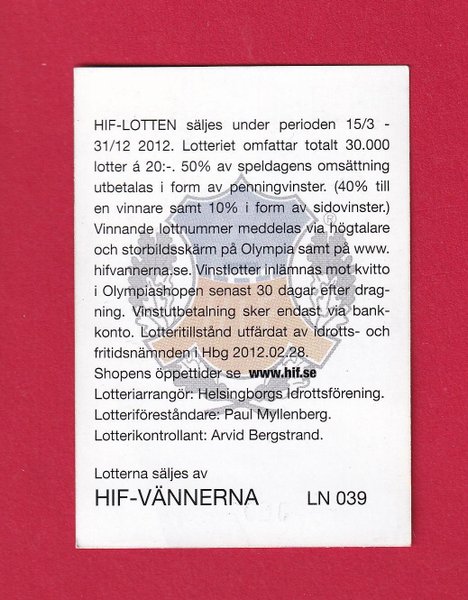 HIF-LOTTEN säljes under perioden 15/3 -
31/12 2012. Lotteriet omfattar totalt 30.000
lotter á 20:-. 50% av speldagens omsättning
utbetalas i form av penningvinster. (40% till
en vinnare samt 10% i form av sidovinster.)
Vinnande lottnummer meddelas via högtalare
och storbildsskärm på Olympia samt på www.
hifvannerna.se. Vinstlotter inlämnas mot kvitto
i Olympiashopen senast 30 dagar efter drag-
ning. Vinstutbetalning sker endast via bank-
konto. Lotteritillstånd utfärdat av Idrotts- och
fritidsnämnden i Hbg 2012.02.28.
Shopens öppettider se www.hif.se
Lotteriarrangör: Helsingborgs Idrottsförening.
Lotteriföreståndare: Paul Myllenberg.
Lotterikontrollant: Arvid Bergstrand.
Lotterna säljes av
HIF-VÄNNERNA LN 039